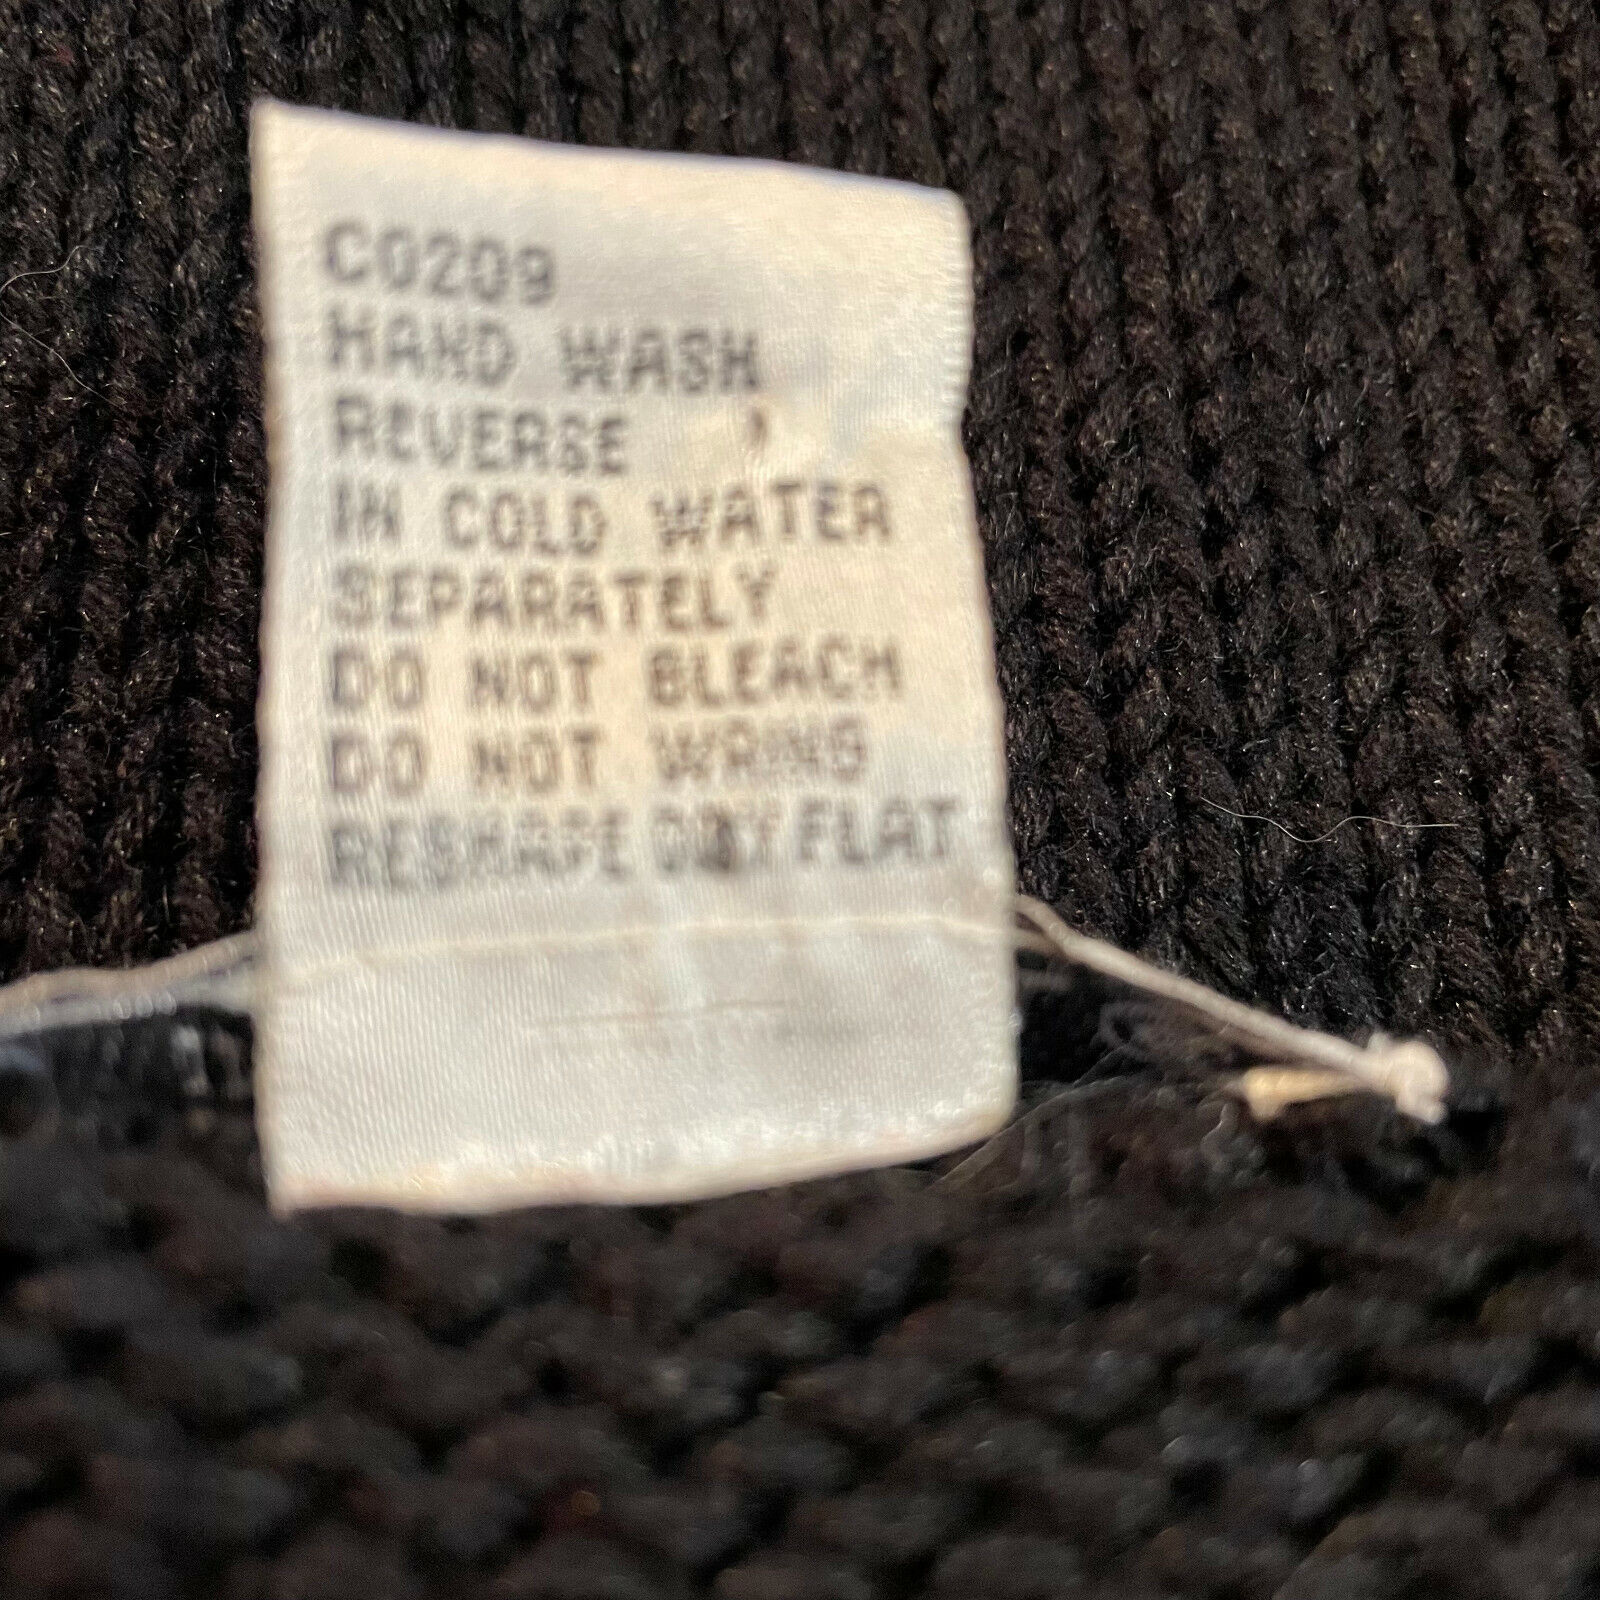 C0209
HAND WASH
REVERSE
IN COLD WATER
SEPARATELY
DO NOT BLEACH
DO NOT WRING
RESHAPE DRY FLAT